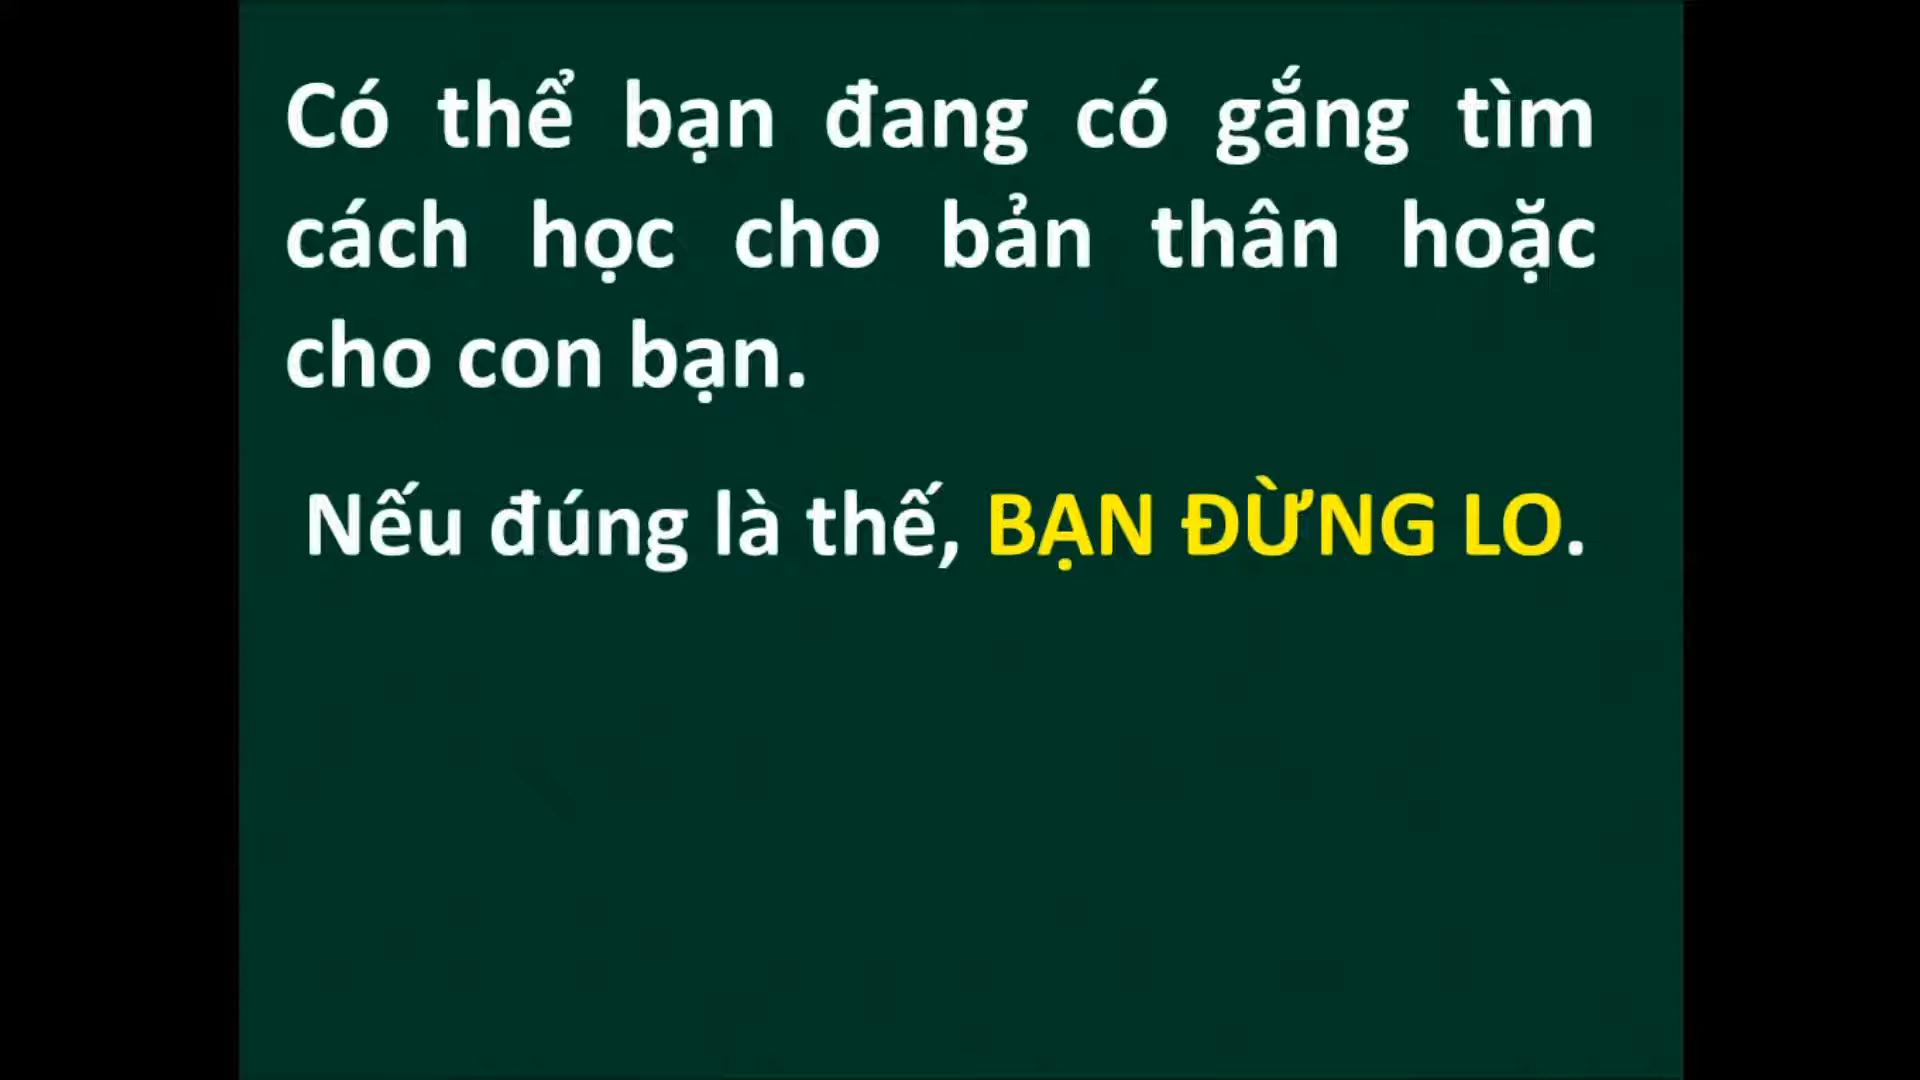 Có thể bạn đang có gắng tìm
cách học cho bản thân hoặc
cho con bạn.
Nếu đúng là thế, BẠN ĐỪNG LO.